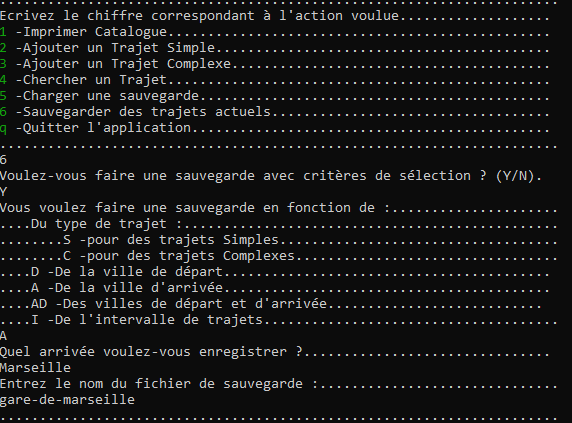 ......................................................................
Ecrivez le chiffre correspondant à l'action voulue...................
1 -Imprimer Catalogue................................................
2 -Ajouter un Trajet Simple..........................................
3 -Ajouter un Trajet Complexe........................................
4 -Chercher un Trajet................................................
5 -Charger une sauvegarde............................................
6 -Sauvegarder des trajets actuels...................................
q -Quitter l'application.............................................
......................................................................
6
Voulez-vous faire une sauvegarde avec critères de sélection ? (Y/N).
Y
Vous voulez faire une sauvegarde en fonction de :.....................
....Du type de trajet :...............................................
........S -pour des trajets Simples...................................
........C -pour des trajets Complexes.................................
....D -De la ville de départ.........................................
....A -De la ville d'arrivée.........................................
....AD -Des villes de départ et d'arrivée.............................
....I -De l'intervalle de trajets.....................................
A
Quel arrivée voulez-vous enregistrer ?...............................
Marseille
Entrez le nom du fichier de sauvegarde :..............................
gare-de-marseille
......................................................................